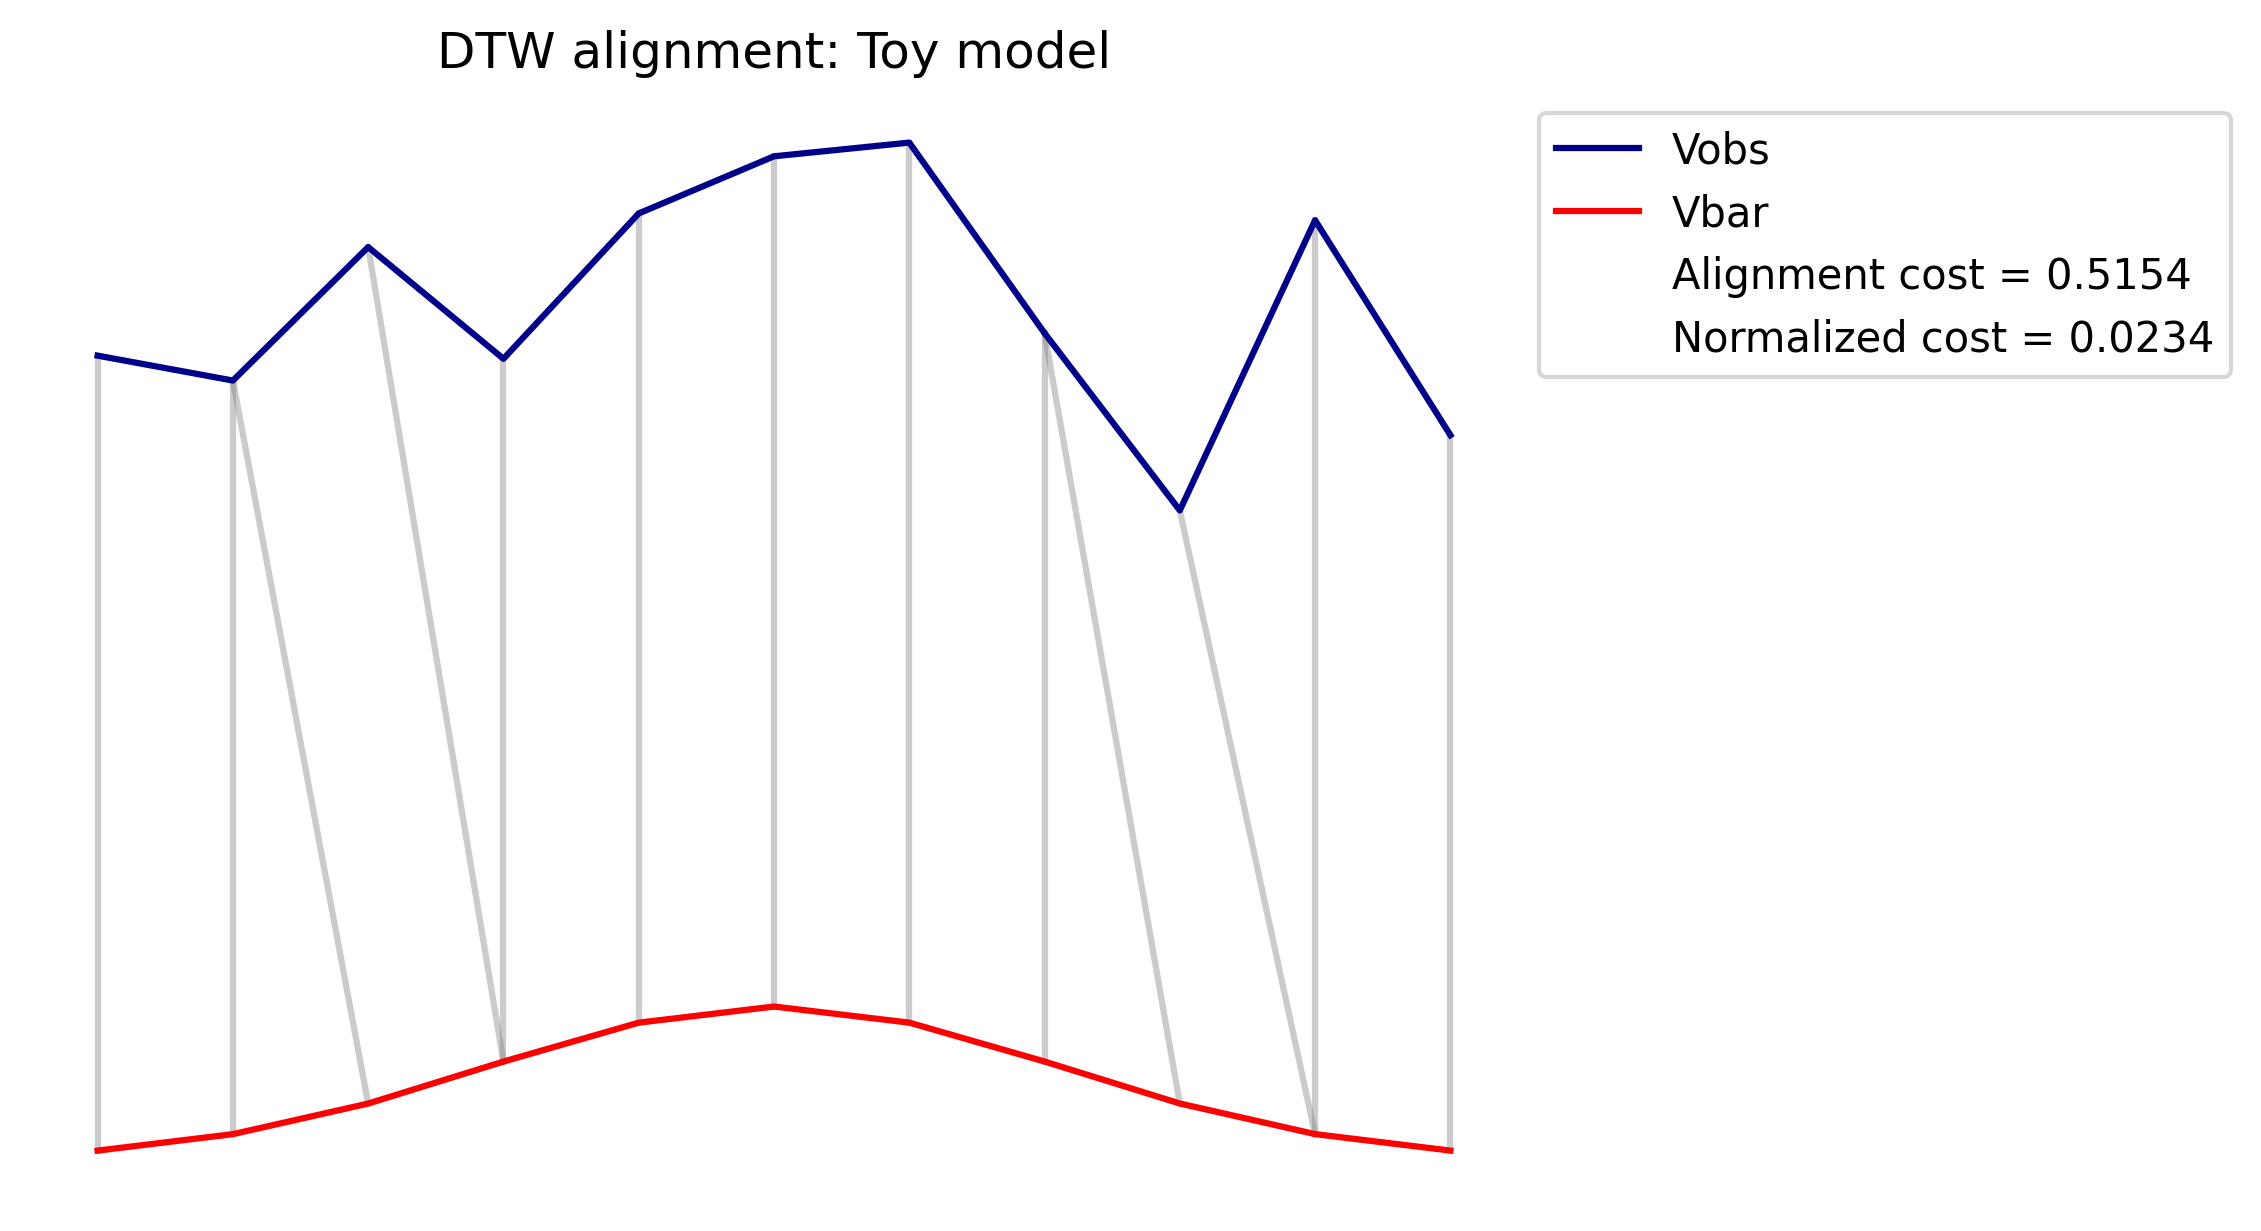 DTW alignment: Toy model
Vobs
Vbar
Alignment cost = 0.5154
Normalized cost = 0.0234